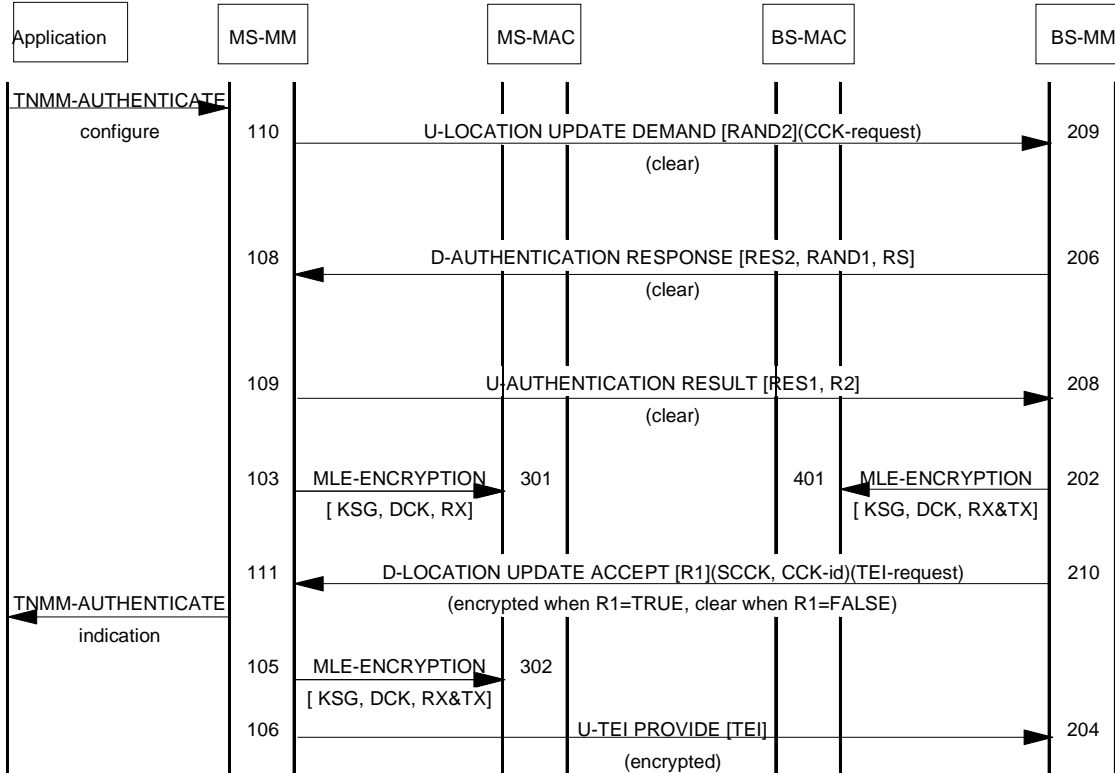 Application
MS-MM
MS-MAC
BS-MAC
BS-MM
TNMM-AUTHENTICATE
configure
110
U-LOCATION UPDATE DEMAND [RAND2](CCK-request)
209
(clear)
108
D-AUTHENTICATION RESPONSE [RES2, RAND1, RS]
206
(clear)
109
U-AUTHENTICATION RESULT [RES1, R2]
208
(clear)
103
MLE-ENCRYPTION
301
401
MLE-ENCRYPTION
202
[ KSG, DCK, RX]
[ KSG, DCK, RX&TX]
111
D-LOCATION UPDATE ACCEPT [R1](SCCK, CCK-id)(TEI-request)
210
TNMM-AUTHENTICATE
(encrypted when R1=TRUE, clear when R1=FALSE)
indication
105
MLE-ENCRYPTION
302
[ KSG, DCK, RX&TX]
106
U-TEI PROVIDE [TEI]
204
(encrypted)